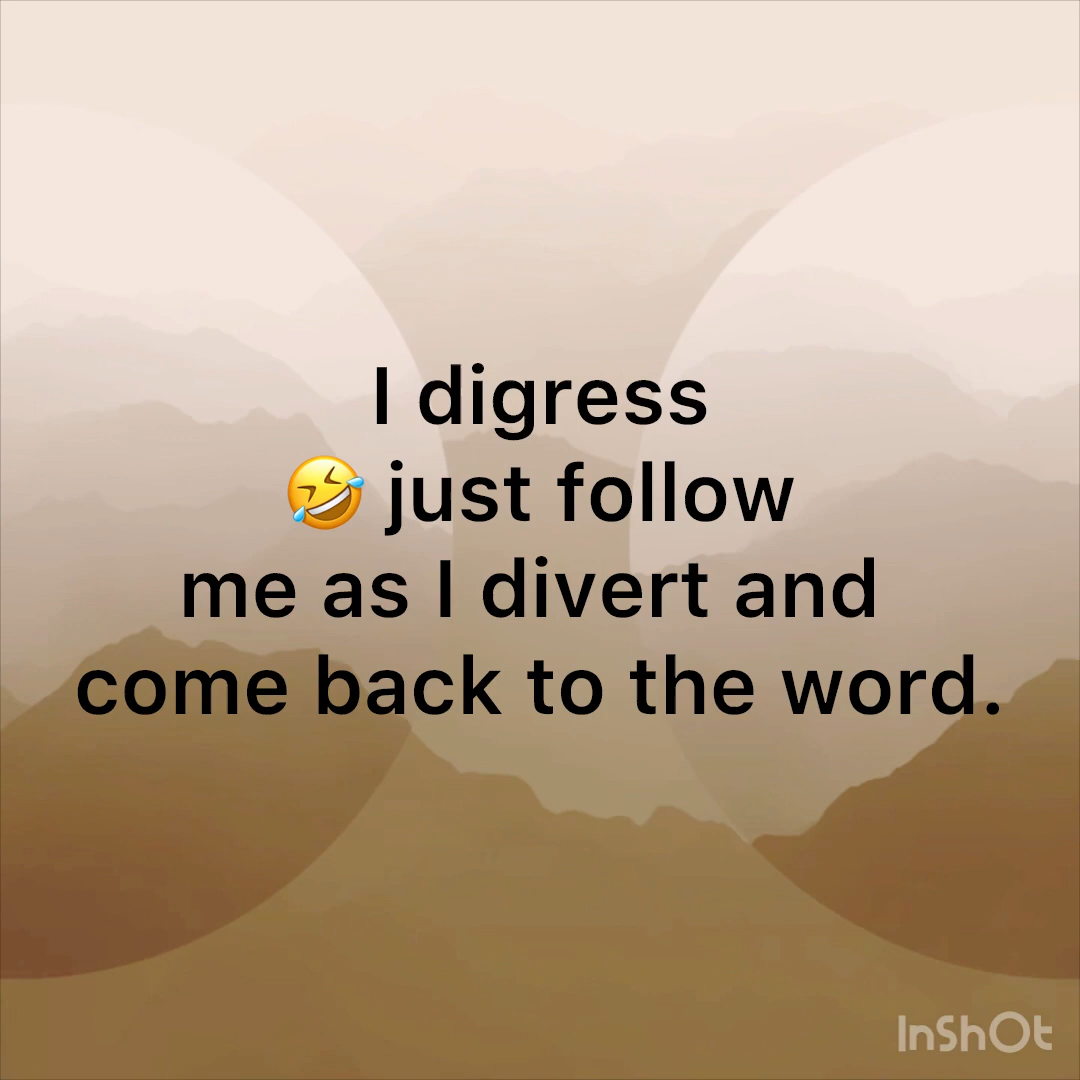 I digress
🤣 just follow
me as I divert and
come back to the word.
InShOt